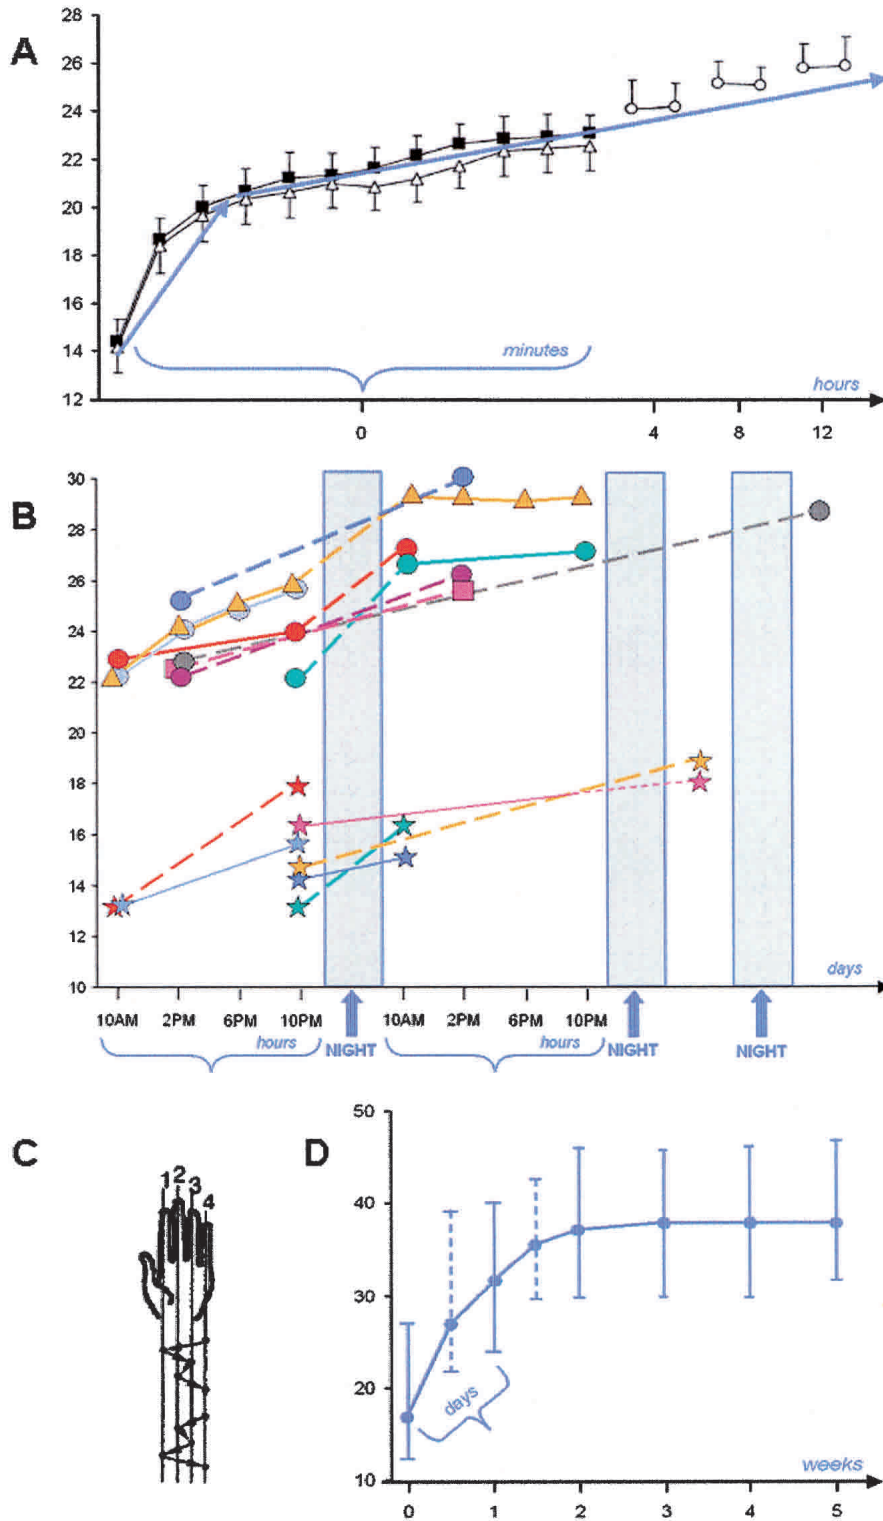 A
28
26
24
22
20
18
16
14
12
minutes
hours
0 4 8 12
B
30
28
26
24
22
20
18
16
14
12
10
days
10AM 2PM 6PM 10PM 10AM 2PM 6PM 10PM
hours NIGHT hours NIGHT NIGHT
C
1 2 3 4
D
50
40
30
20
10
days
weeks
0 1 2 3 4 5